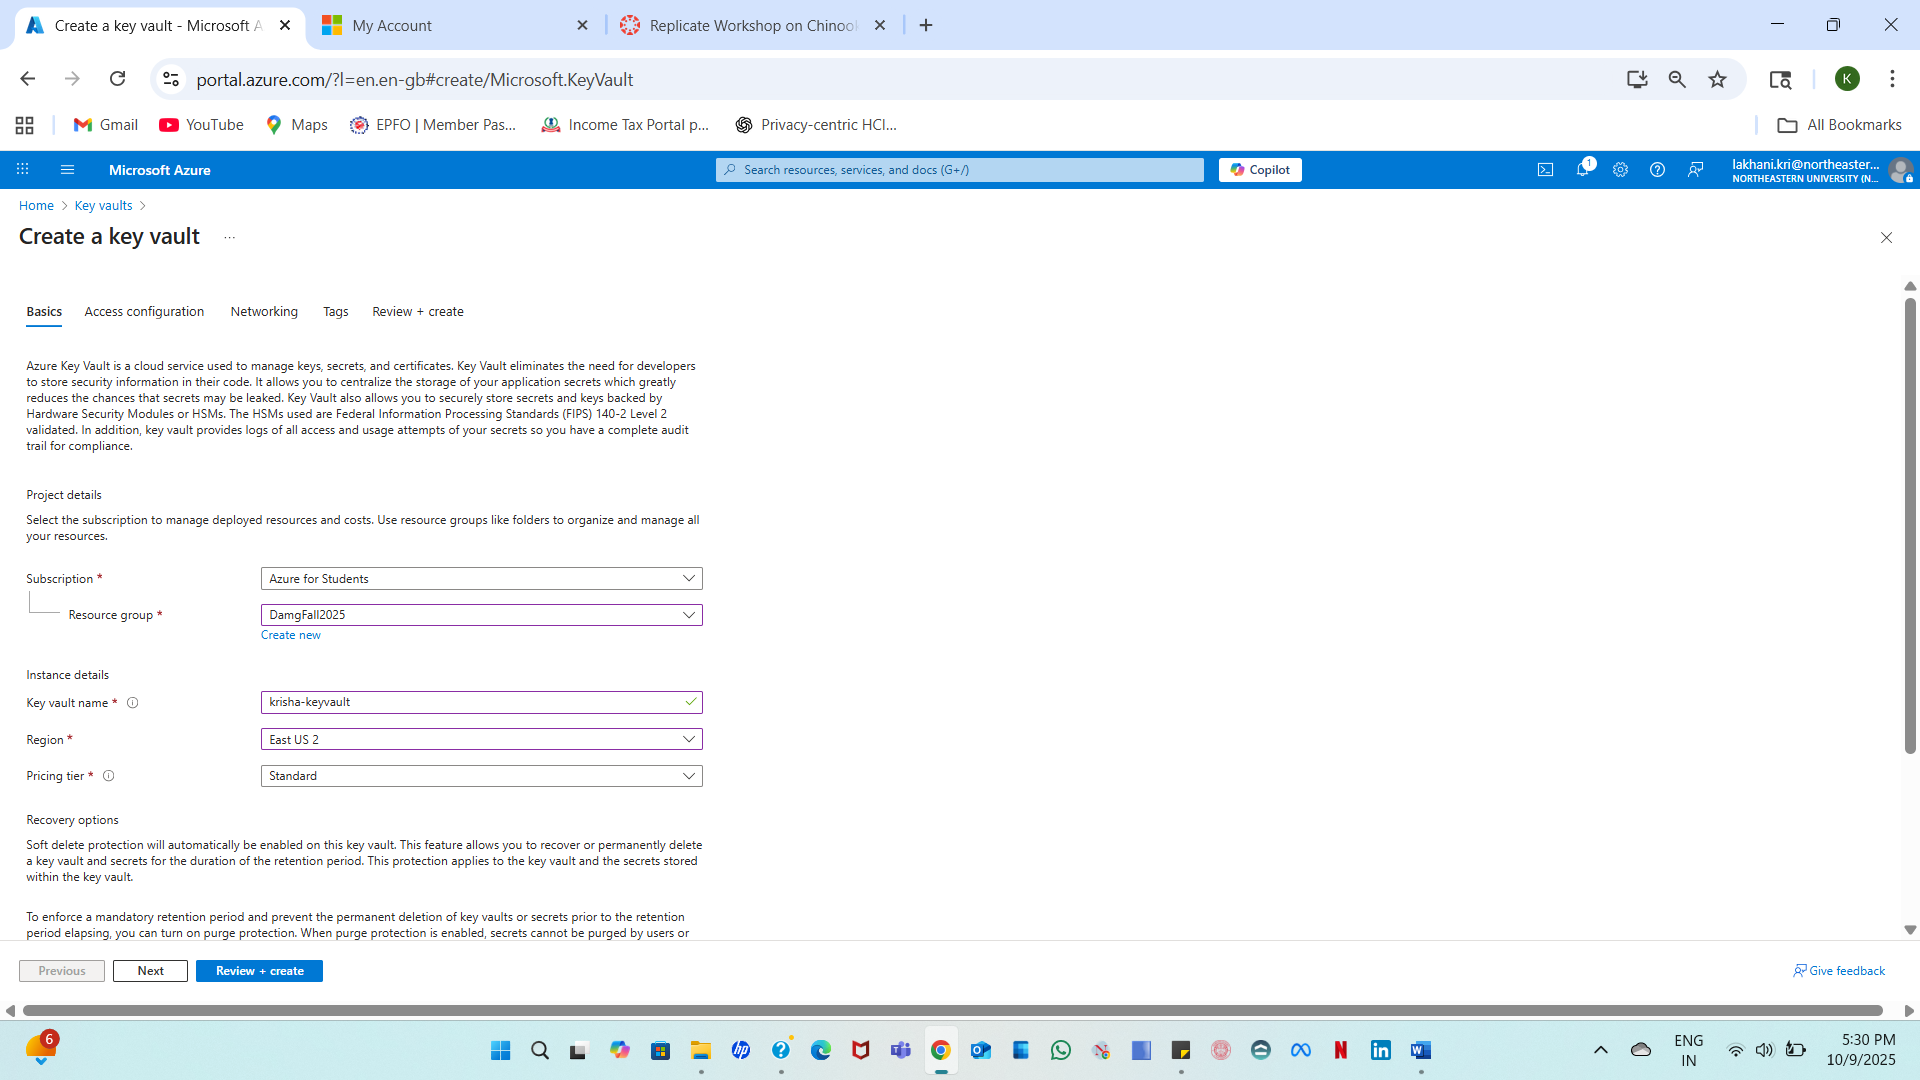 Create a key vault - Microsoft A
My Account
Replicate Workshop on Chinook
portal.azure.com/?l=en.en-gb#create/Microsoft.KeyVault
K
Gmail
YouTube
Maps
EPFO | Member Pas...
Income Tax Portal p...
Privacy-centric HCI...
All Bookmarks
Microsoft Azure
Search resources, services, and docs (G+/)
Copilot
1
lakhani.kri@northeaster...
NORTHEASTERN UNIVERSITY (N...
Home > Key vaults >
Create a key vault ...
Basics
Access configuration
Networking
Tags
Review + create
Azure Key Vault is a cloud service used to manage keys, secrets, and certificates. Key Vault eliminates the need for developers
to store security information in their code. It allows you to centralize the storage of your application secrets which greatly
reduces the chances that secrets may be leaked. Key Vault also allows you to securely store secrets and keys backed by
Hardware Security Modules or HSMs. The HSMs used are Federal Information Processing Standards (FIPS) 140-2 Level 2
validated. In addition, key vault provides logs of all access and usage attempts of your secrets so you have a complete audit
trail for compliance.
Project details
Select the subscription to manage deployed resources and costs. Use resource groups like folders to organize and manage all
your resources.
Subscription *
Azure for Students
Resource group *
DamgFall2025
Create new
Instance details
Key vault name *
krisha-keyvault
Region *
East US 2
Pricing tier *
Standard
Recovery options
Soft delete protection will automatically be enabled on this key vault. This feature allows you to recover or permanently delete
a key vault and secrets for the duration of the retention period. This protection applies to the key vault and the secrets stored
within the key vault.
To enforce a mandatory retention period and prevent the permanent deletion of key vaults or secrets prior to the retention
period elapsing, you can turn on purge protection. When purge protection is enabled, secrets cannot be purged by users or
Previous
Next
Review + create
Give feedback
6
ENG
IN
5:30 PM
10/9/2025